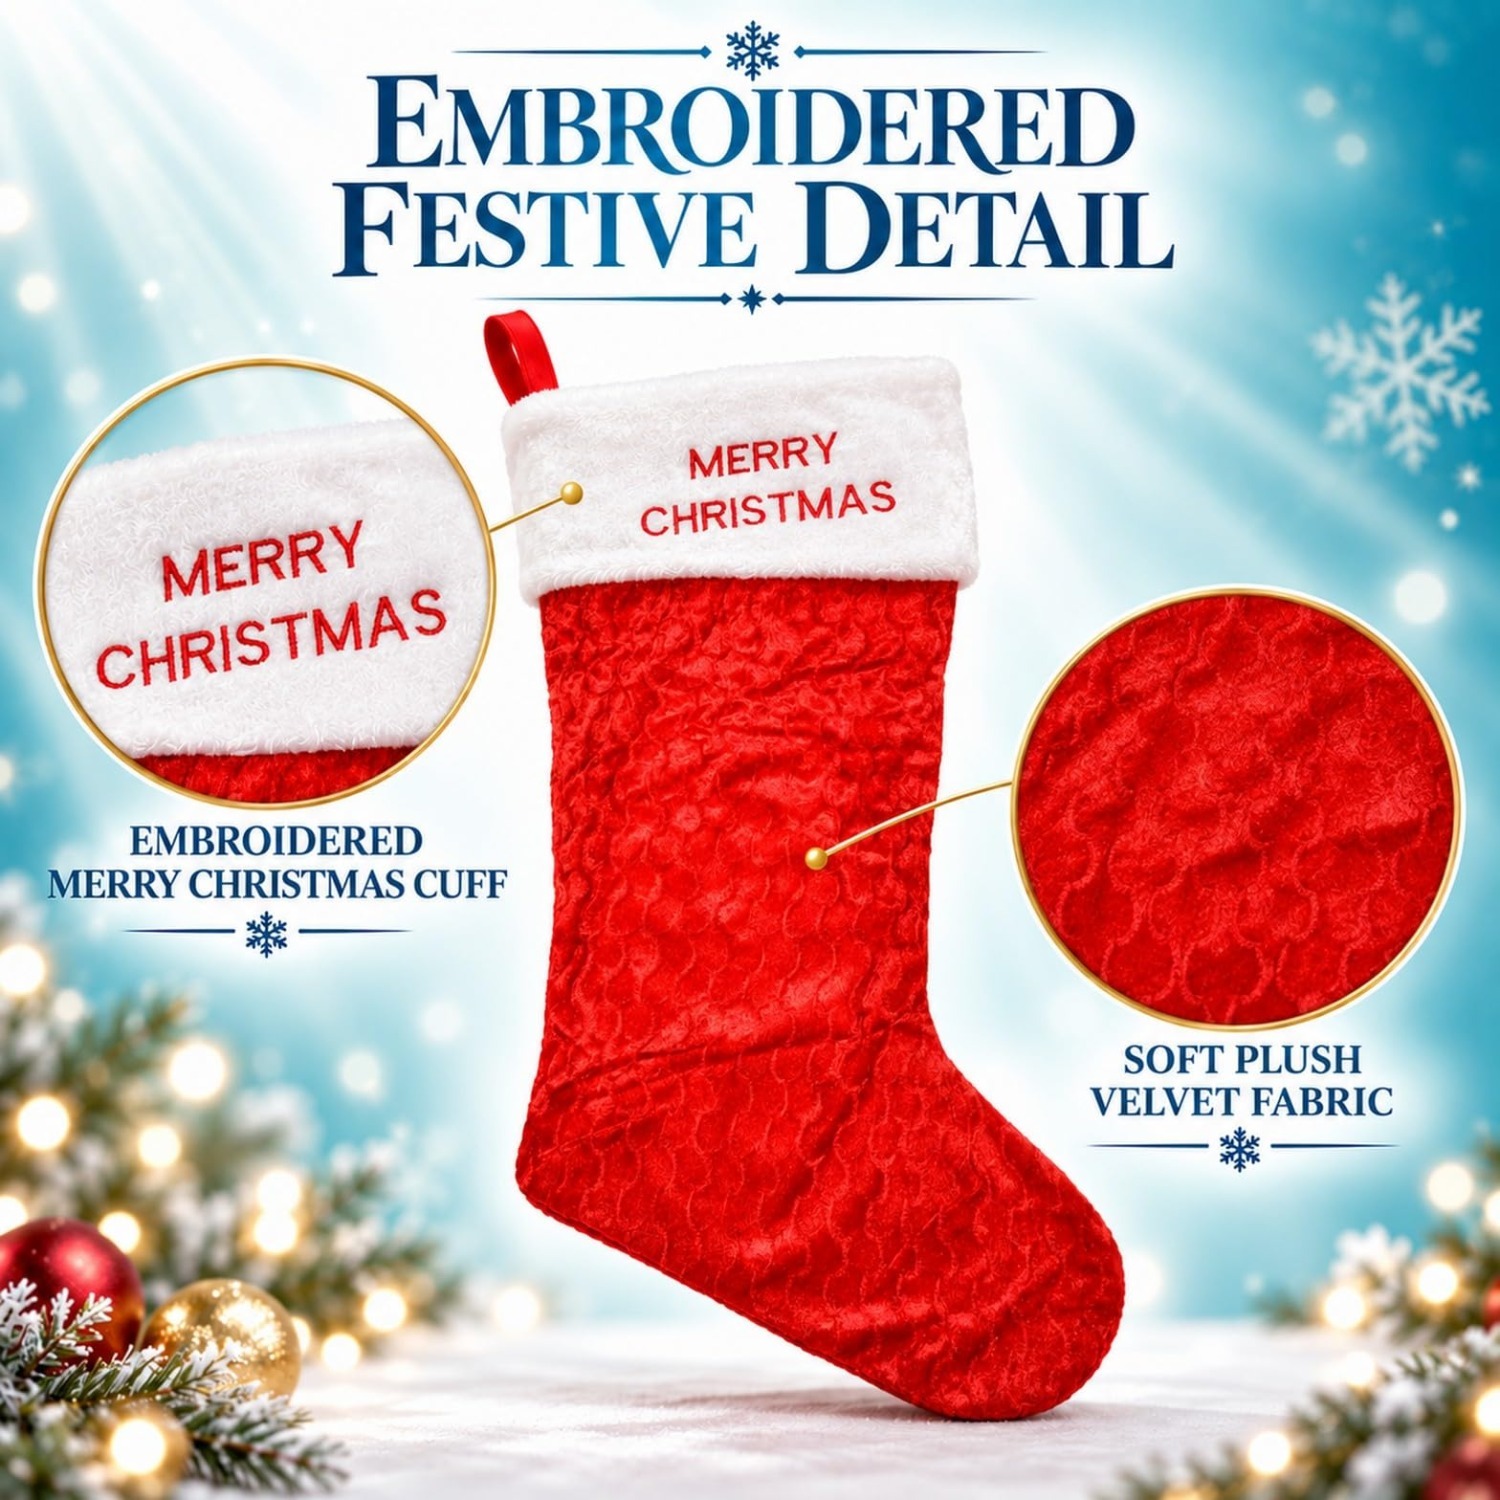 EMBROIDERED
FESTIVE DETAIL
MERRY
CHRISTMAS
MERRY
CHRISTMAS
EMBROIDERED
MERRY CHRISTMAS CUFF
SOFT PLUSH
VELVET FABRIC